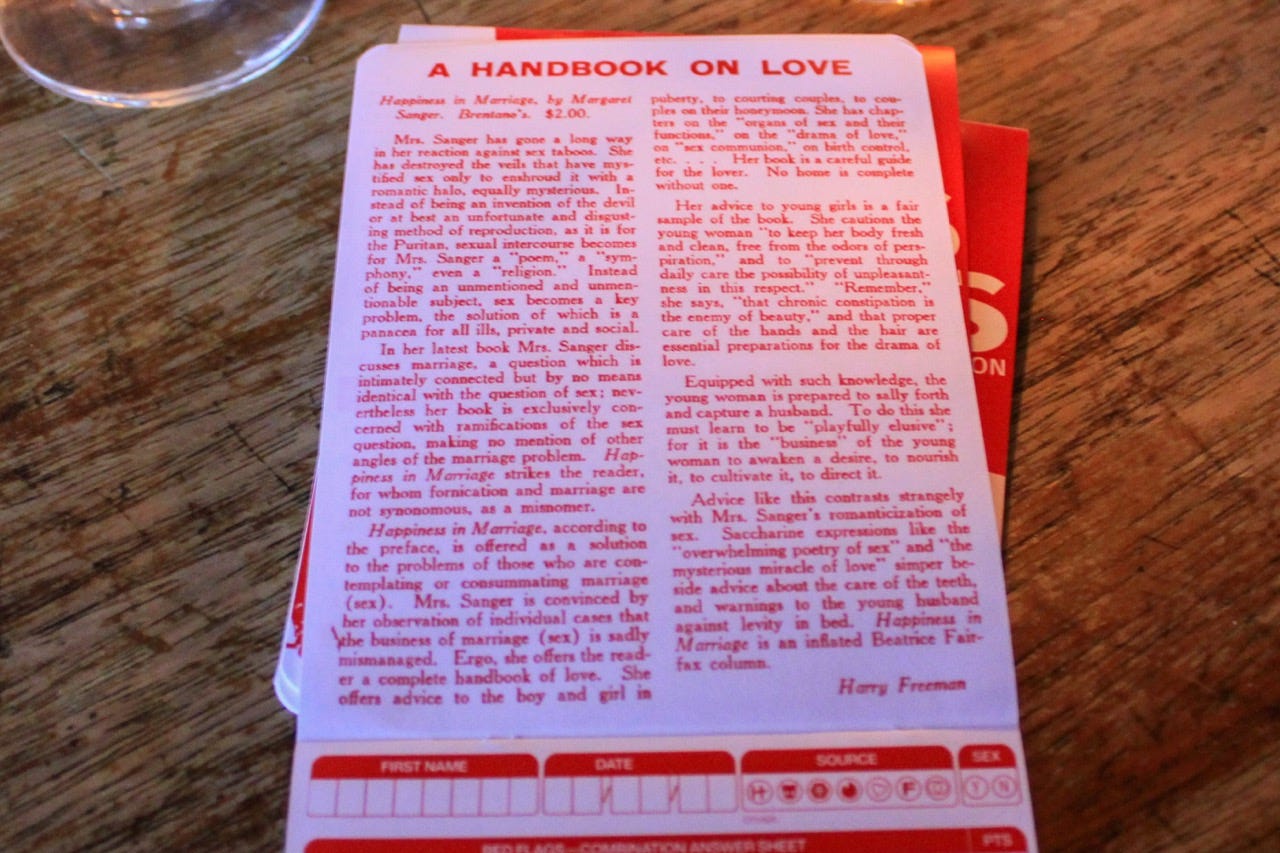 A HANDBOOK ON LOVE
Happiness in Marriage, by Margaret
Sanger. Brentano's. $2.00.
Mrs. Sanger has gone a long way
in her reaction against sex taboos. She
has destroyed the veils that have mys-
tified sex only to enshroud it with a
romantic halo, equally mysterious. In-
stead of being an invention of the devil
or at best an unfortunate and disgust-
ing method of reproduction, as it is for
the Puritan, sexual intercourse becomes
for Mrs. Sanger a "poem," a "sym-
phony," even a "religion." Instead
of being an unmentioned and unmen-
tionable subject, sex becomes a key
problem, the solution of which is a
panacea for all ills, private and social.
In her latest book Mrs. Sanger dis-
cusses marriage, a question which is
intimately connected but by no means
identical with the question of sex; nev-
ertheless her book is exclusively con-
cerned with ramifications of the sex
question, making no mention of other
angles of the marriage problem. Hap-
piness in Marriage strikes the reader,
for whom fornication and marriage are
not synonomous, as a misnomer.
Happiness in Marriage, according to
the preface, is offered as a solution
to the problems of those who are con-
templating or consummating marriage
(sex). Mrs. Sanger is convinced by
her observation of individual cases that
the business of marriage (sex) is sadly
mismanaged. Ergo, she offers the read-
er a complete handbook of love. She
offers advice to the boy and girl in
puberty, to courting couples, to cou-
ples on their honeymoon. She has chap-
ters on the "organs of sex and their
functions," on the "drama of love,"
on "sex communion," on birth control,
etc. . . . Her book is a careful guide
for the lover. No home is complete
without one.
Her advice to young girls is a fair
sample of the book. She cautions the
young woman "to keep her body fresh
and clean, free from the odors of pers-
piration," and to "prevent through
daily care the possibility of unpleasant-
ness in this respect." "Remember,"
she says, "that chronic constipation is
the enemy of beauty," and that proper
care of the hands and the hair are
essential preparations for the drama of
love.
Equipped with such knowledge, the
young woman is prepared to sally forth
and capture a husband. To do this she
must learn to be "playfully elusive";
for it is the "business" of the young
woman to awaken a desire, to nourish
it, to cultivate it, to direct it.
Advice like this contrasts strangely
with Mrs. Sanger's romanticization of
sex. Saccharine expressions like the
"overwhelming poetry of sex" and "the
mysterious miracle of love" simper be-
side advice about the care of the teeth,
and warnings to the young husband
against levity in bed. Happiness in
Marriage is an inflated Beatrice Fair-
fax column.
Harry Freeman
S
ON
FIRST NAME DATE SOURCE SEX
F Y N
RED FLAGS—COMBINATION ANSWER SHEET PTS